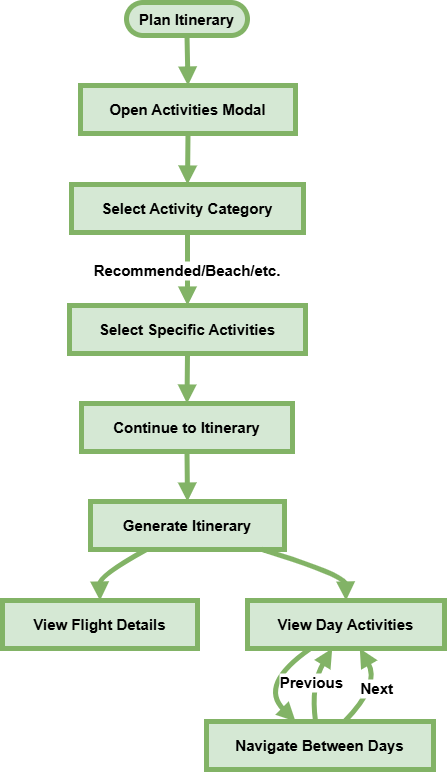 Plan Itinerary
Open Activities Modal
Select Activity Category
Recommended/Beach/etc.
Select Specific Activities
Continue to Itinerary
Generate Itinerary
View Flight Details
View Day Activities
Previous
Next
Navigate Between Days